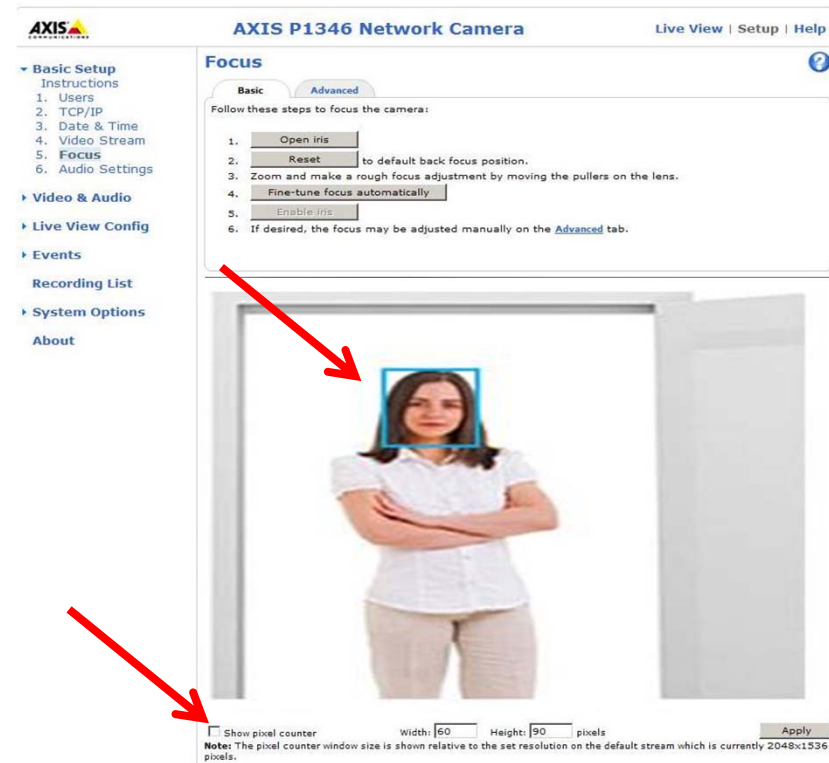 AXIS
COMMUNICATIONS
AXIS P1346 Network Camera
Live View | Setup | Help
Basic Setup
Instructions
1. Users
2. TCP/IP
3. Date & Time
4. Video Stream
5. Focus
6. Audio Settings
Video & Audio
Live View Config
Events
Recording List
System Options
About
Focus
?
Basic
Advanced
Follow these steps to focus the camera:
1. Open iris
2. Reset to default back focus position.
3. Zoom and make a rough focus adjustment by moving the pullers on the lens.
4. Fine-tune focus automatically
5. Enable iris
6. If desired, the focus may be adjusted manually on the Advanced tab.
Show pixel counter Width: 60 Height: 90 pixels Apply
Note: The pixel counter window size is shown relative to the set resolution on the default stream which is currently 2048x1536
pixels.